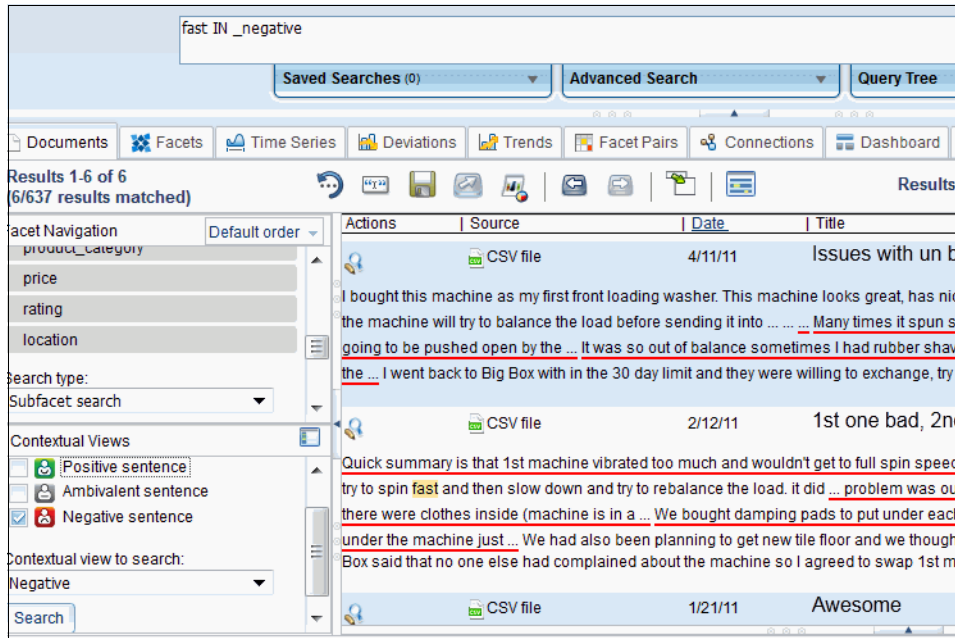 fast IN _negative
Saved Searches (0) Advanced Search Query Tree
Documents Facets Time Series Deviations Trends Facet Pairs Connections Dashboard
Results 1-6 of 6
(6/637 results matched)
Results
Facet Navigation Default order
product_category
price
rating
location
Search type:
Subfacet search
Contextual Views
Positive sentence
Ambivalent sentence
Negative sentence
Contextual view to search:
Negative
Search
Actions | Source | Date | Title
CSV file 4/11/11 Issues with un b
I bought this machine as my first front loading washer. This machine looks great, has nic
the machine will try to balance the load before sending it into ... ... ... Many times it spun s
going to be pushed open by the ... It was so out of balance sometimes I had rubber shav
the ... I went back to Big Box with in the 30 day limit and they were willing to exchange, try
CSV file 2/12/11 1st one bad, 2n
Quick summary is that 1st machine vibrated too much and wouldn't get to full spin speed
try to spin fast and then slow down and try to rebalance the load. it did ... problem was ou
there were clothes inside (machine is in a ... We bought damping pads to put under eac
under the machine just ... We had also been planning to get new tile floor and we though
Box said that no one else had complained about the machine so I agreed to swap 1st m
CSV file 1/21/11 Awesome